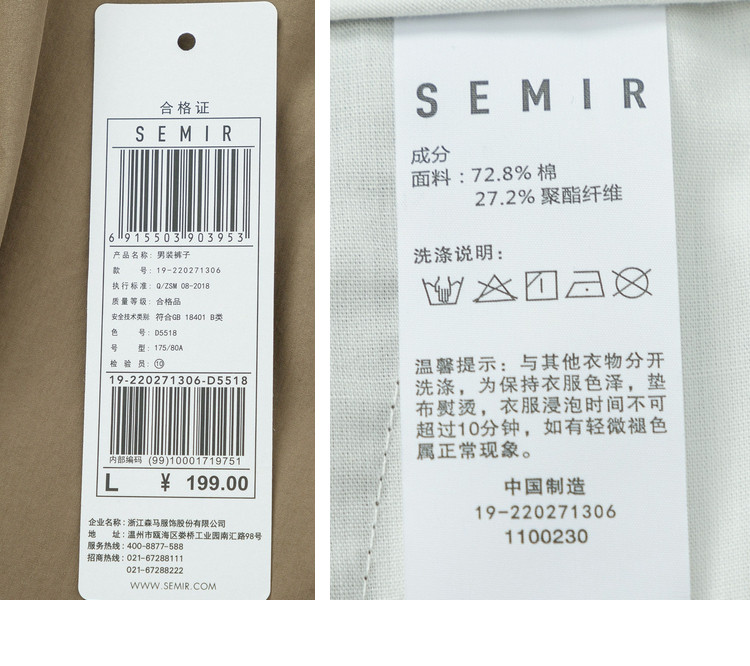 合格证
SEMIR
6 915503 903953
产品名称: 男装裤子
款 号: 19-220271306
执行标准: Q/ZSM 08-2018
质量等级: 合格品
安全技术类别: 符合GB 18401 B类
色 号: D5518
号 型: 175/80A
检 验 员: 10
19-220271306-D5518
内部编码 (99)10001719751
L ¥ 199.00
企业名称: 浙江森马服饰股份有限公司
地 址: 温州市瓯海区娄桥工业园南汇路98号
服务热线: 400-8877-588
招商热线: 021-67288111
021-67288222
WWW.SEMIR.COM
SEMIR
成分
面料: 72.8% 棉
27.2% 聚酯纤维
洗涤说明:
温馨提示: 与其他衣物分开
洗涤，为保持衣服色泽，垫
布熨烫，衣服浸泡时间不可
超过10分钟，如有轻微褪色
属正常现象。
中国制造
19-220271306
1100230